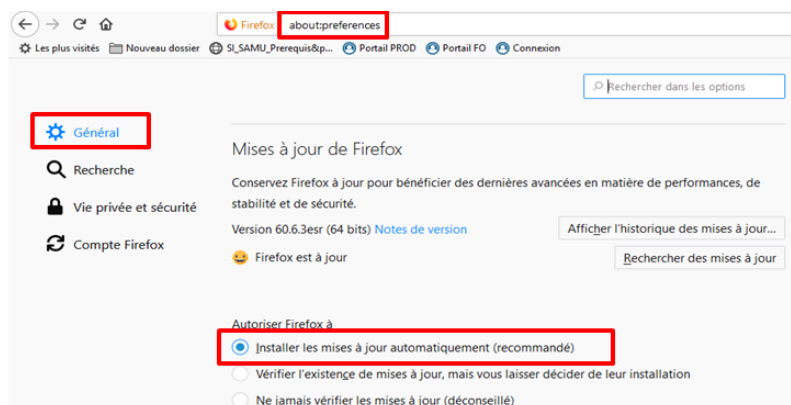 Firefox about:preferences
Les plus visités Nouveau dossier SI_SAMU_Prerequis&p... Portail PROD Portail FO Connexion
Rechercher dans les options
Général
Recherche
Vie privée et sécurité
Compte Firefox
Mises à jour de Firefox
Conservez Firefox à jour pour bénéficier des dernières avancées en matière de performances, de
stabilité et de sécurité.
Version 60.6.3esr (64 bits) Notes de version
Afficher l'historique des mises à jour...
Firefox est à jour
Rechercher des mises à jour
Autoriser Firefox à
Installer les mises à jour automatiquement (recommandé)
Vérifier l'existence de mises à jour, mais vous laisser décider de leur installation
Ne jamais vérifier les mises à jour (déconseillé)